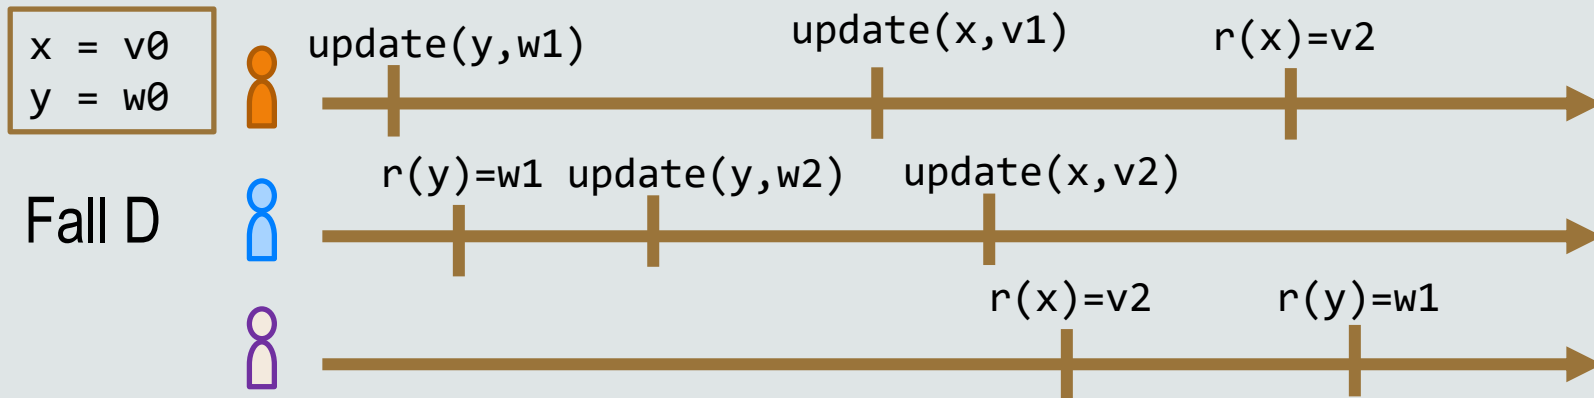 x = v0
y = w0
update(y,w1) update(x,v1) r(x)=v2
Fall D
r(y)=w1 update(y,w2) update(x,v2)
r(x)=v2 r(y)=w1